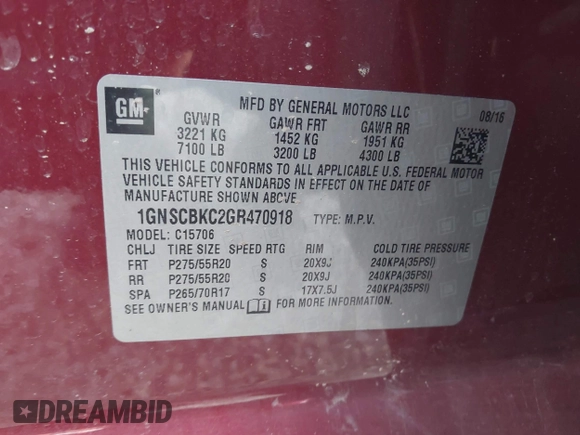 GM
®
MFD BY GENERAL MOTORS LLC
08/16
GVWR GAWR FRT GAWR RR
3221 KG 1452 KG 1951 KG
7100 LB 3200 LB 4300 LB
THIS VEHICLE CONFORMS TO ALL APPLICABLE U.S. FEDERAL MOTOR
VEHICLE SAFETY STANDARDS IN EFFECT ON THE DATE OF
MANUFACTURE SHOWN ABOVE.
1GNSCBKC2GR470918 TYPE: M.P.V.
MODEL: C15706
CHLJ TIRE SIZE SPEED RTG RIM COLD TIRE PRESSURE
FRT P275/55R20 S 20X9J 240KPA(35PSI)
RR P275/55R20 S 20X9J 240KPA(35PSI)
SPA P265/70R17 S 17X7.5J 240KPA(35PSI)
SEE OWNER'S MANUAL FOR MORE INFORMATION.
DREAMBID